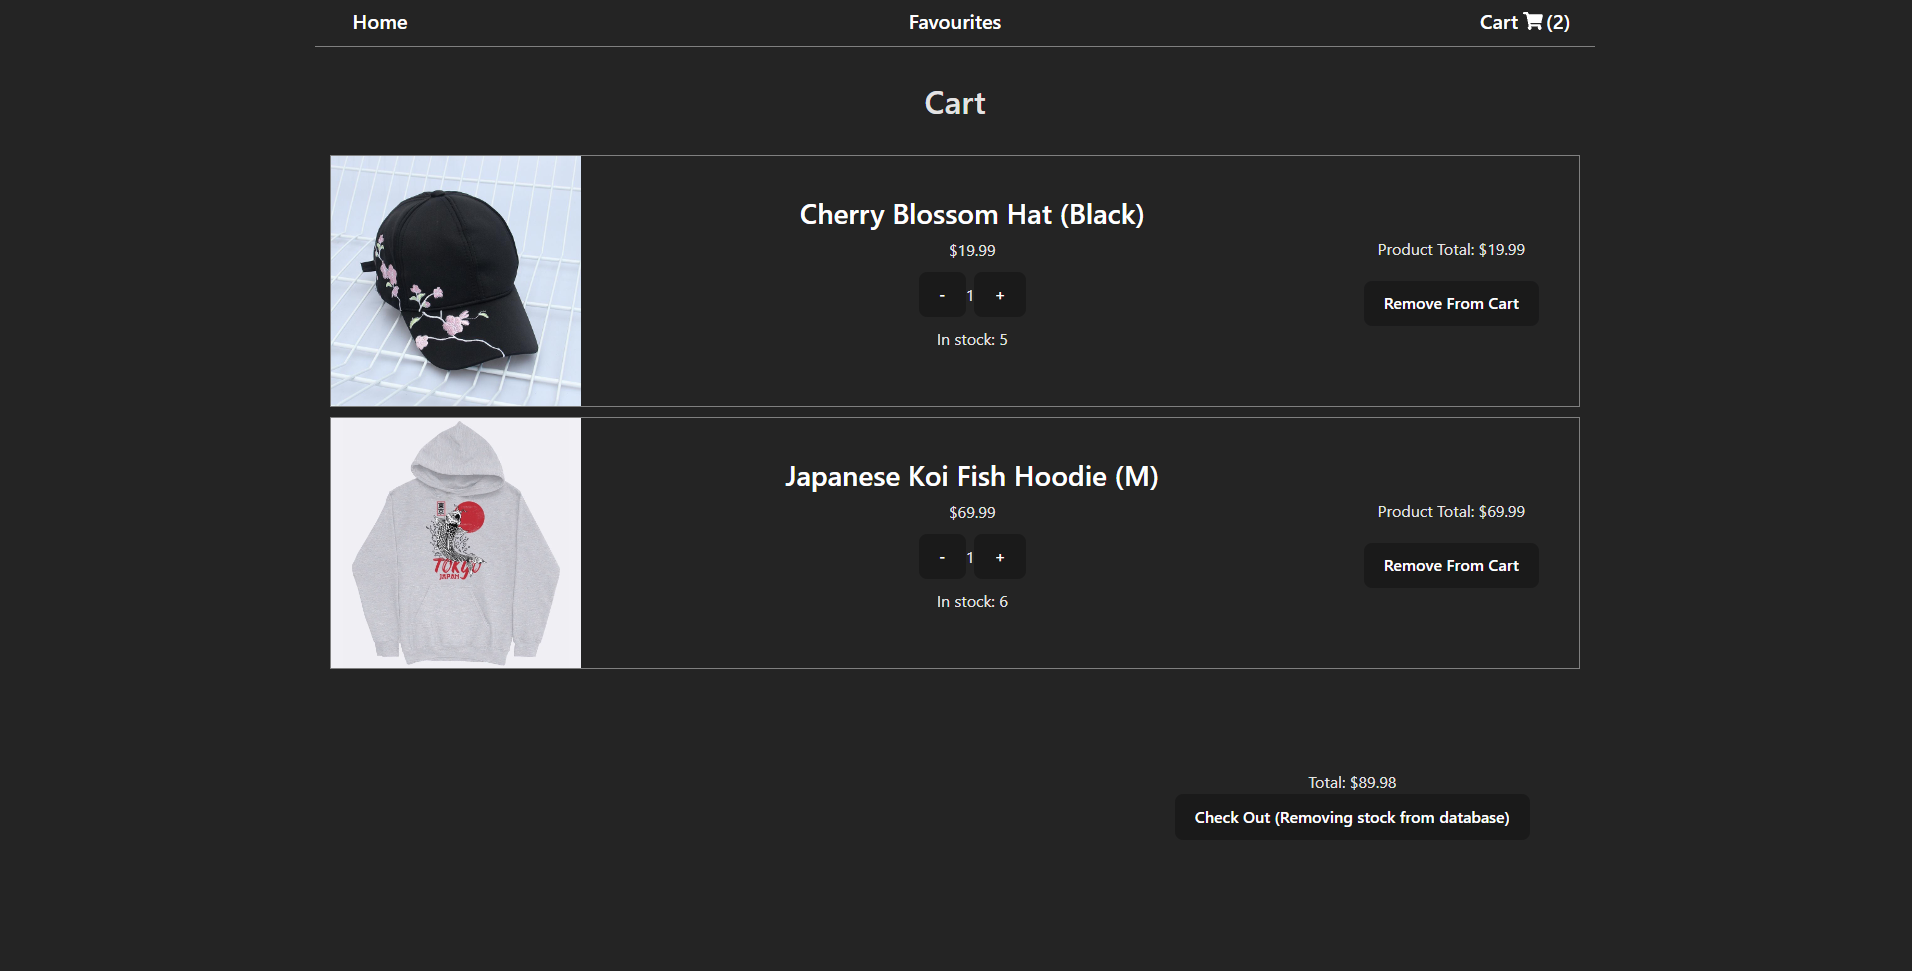 Home
Favourites
Cart (2)
Cart
Cherry Blossom Hat (Black)
$19.99
- 1 +
In stock: 5
Product Total: $19.99
Remove From Cart
TOKYO
JAPAN
Japanese Koi Fish Hoodie (M)
$69.99
- 1 +
In stock: 6
Product Total: $69.99
Remove From Cart
Total: $89.98
Check Out (Removing stock from database)